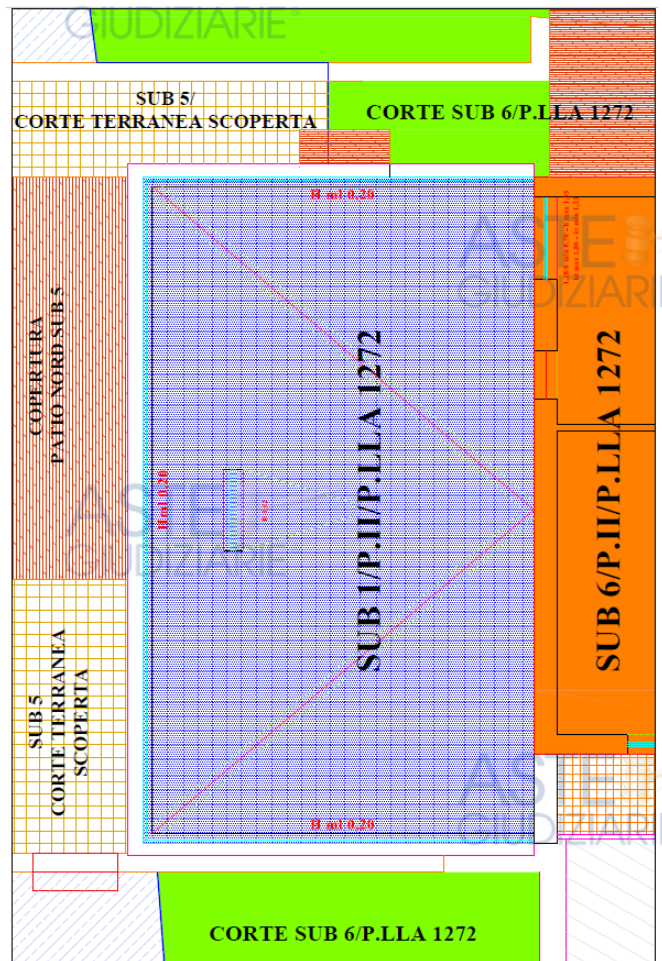 GIUDIZIARIE®
SUB 5/
CORTE TERRANEA SCOPERTA
CORTE SUB 6/P.LLA 1272
H ml 0,20
ASTE
GIUDIZIARIE
COPERTURA
PATIO NORD SUB 5
SUB 1/P.II/P.LLA 1272
SUB 6/P.II/P.LLA 1272
H ml 0,20
ASTE
GIUDIZIARIE
SUB 5
CORTE TERRANEA
SCOPERTA
ASTE
GIUDIZIARIE
H ml 0,20
CORTE SUB 6/P.LLA 1272